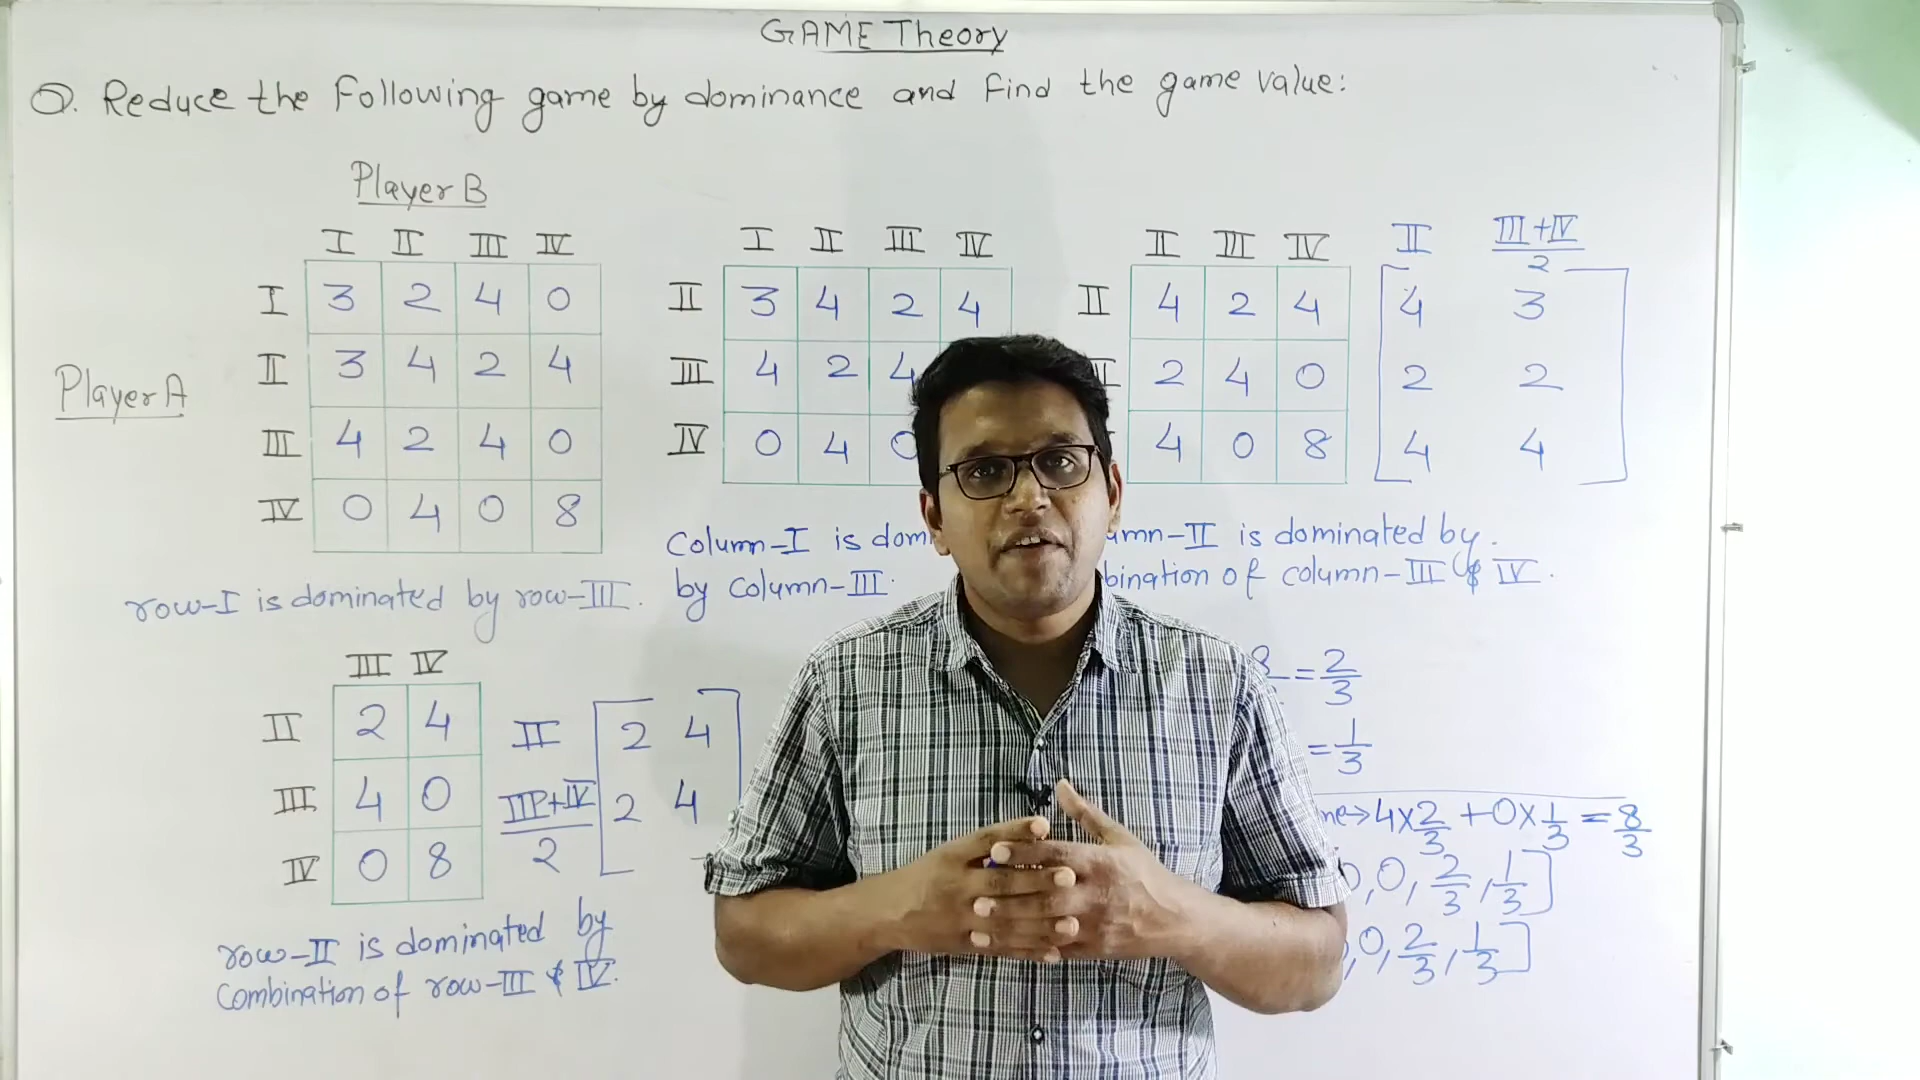 GAME Theory
Q. Reduce the following game by dominance and find the game value:
Player B
I II III IV
I 3 2 4 0
II 3 4 2 4
III 4 2 4 0
IV 0 4 0 8
Player A
row-I is dominated by row-III.
I II III IV
II 3 4 2 4
III 4 2 4
IV 0 4 0
Column-I is dom
by column-III.
II III IV
II 4 2 4
2 4 0
4 0 8
II III+IV/2
4 3
2 2
4 4
umn-II is dominated by
bination of column-III & IV.
III IV
II 2 4
III 4 0
IV 0 8
II 2 4
III+IV/2 2 4
row-II is dominated by
Combination of row-III & IV.
8 = 2/3
= 1/3
me→ 4×2/3 + 0×1/3 = 8/3
0, 0, 2/3, 1/3]
, 0, 2/3, 1/3]